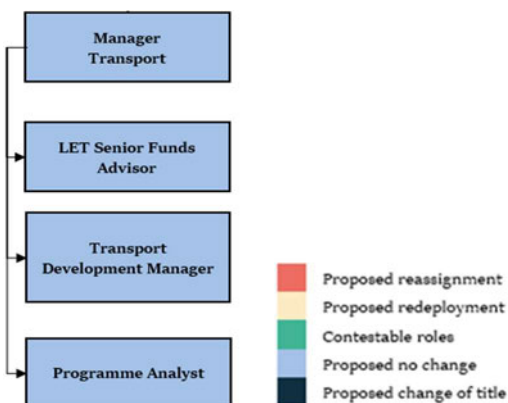 Manager
Transport
LET Senior Funds
Advisor
Transport
Development Manager
Programme Analyst
Proposed reassignment
Proposed redeployment
Contestable roles
Proposed no change
Proposed change of title